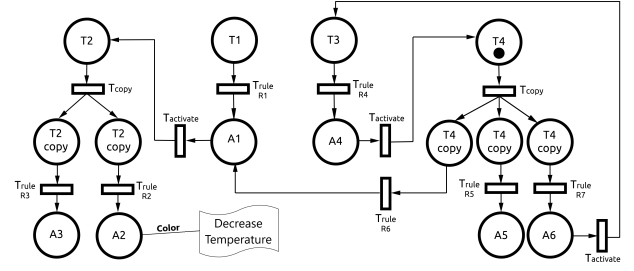 T2
T1
T3
T4
Tcopy
Trule
R1
Trule
R4
Tcopy
Tactivate
Tactivate
T2
copy
T2
copy
A1
A4
T4
copy
T4
copy
T4
copy
Trule
R3
Trule
R2
Trule
R6
Trule
R5
Trule
R7
A3
A2
Color
Decrease
Temperature
A5
A6
Tactivate